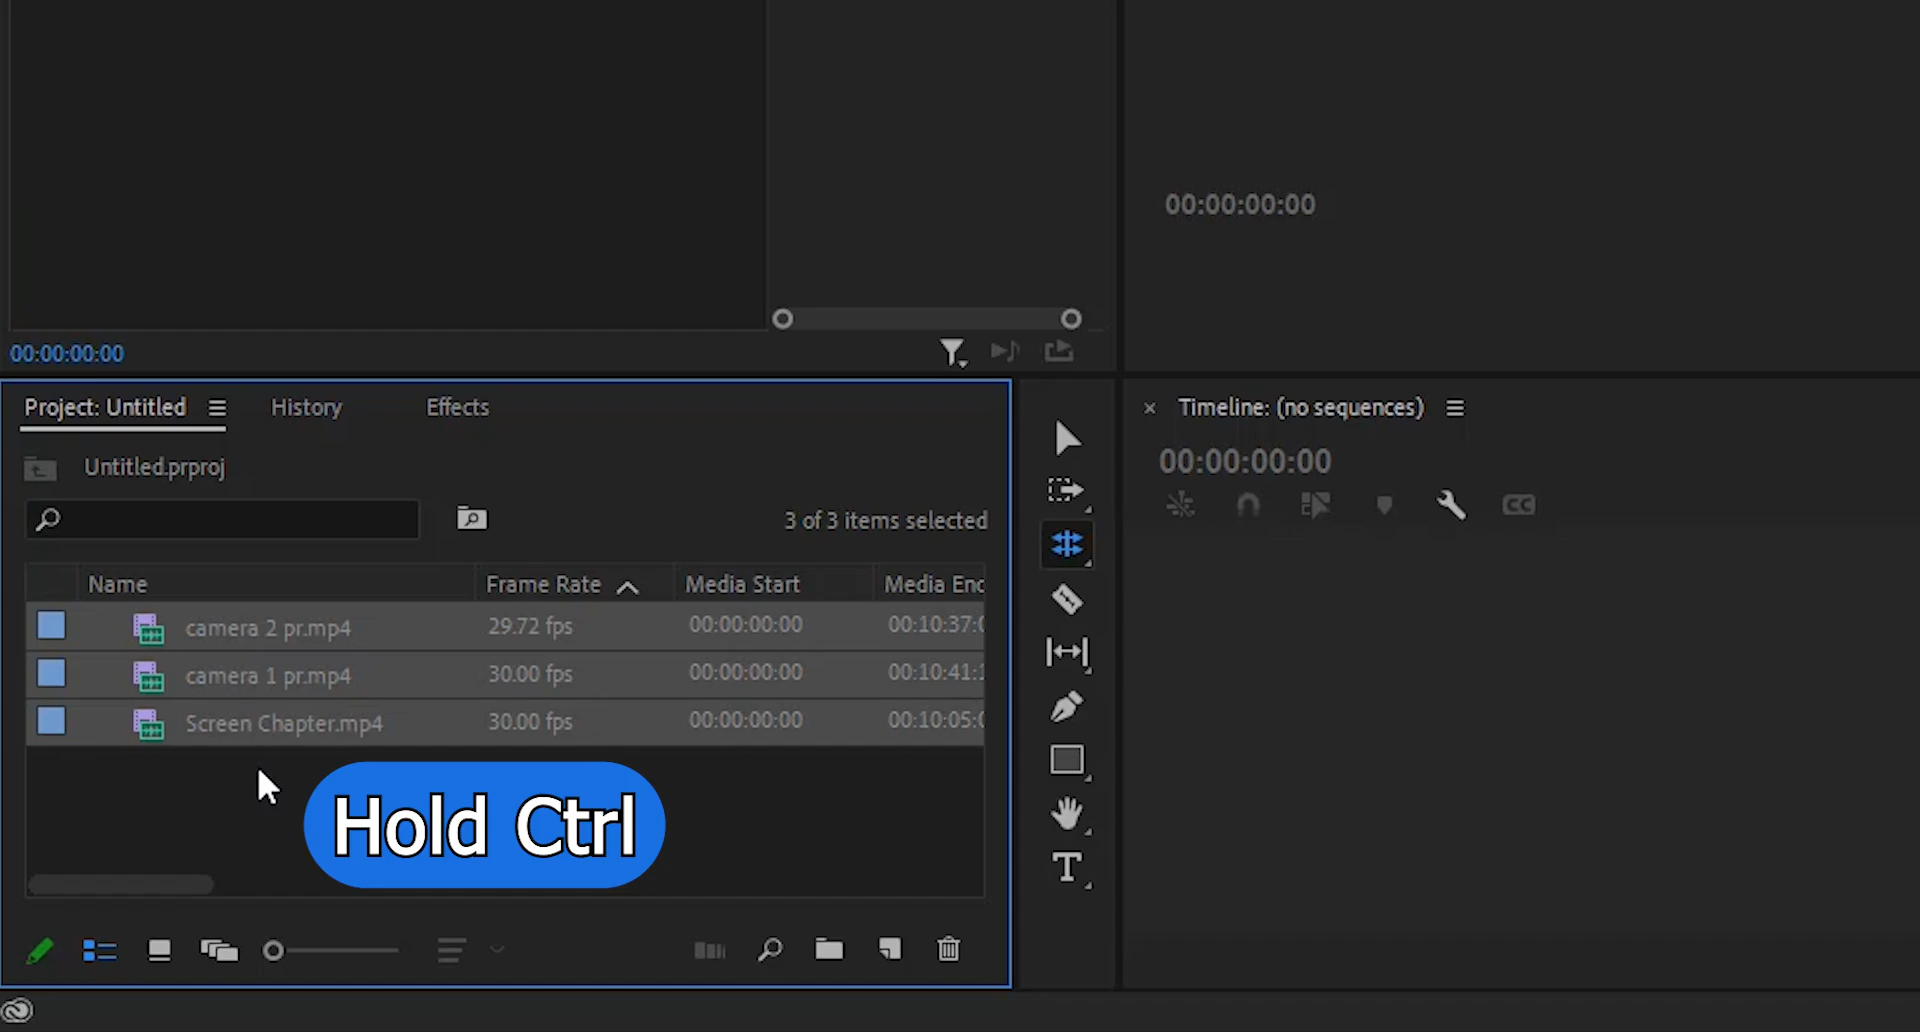 00:00:00:00
00:00:00:00
Project: Untitled
History
Effects
Timeline: (no sequences)
00:00:00:00
Untitled.prproj
3 of 3 items selected
CC
Name
Frame Rate
Media Start
Media End
camera 2 pr.mp4
29.72 fps
00:00:00:00
00:10:37:0
camera 1 pr.mp4
30.00 fps
00:00:00:00
00:10:41:1
Screen Chapter.mp4
30.00 fps
00:00:00:00
00:10:05:0
Hold Ctrl
T